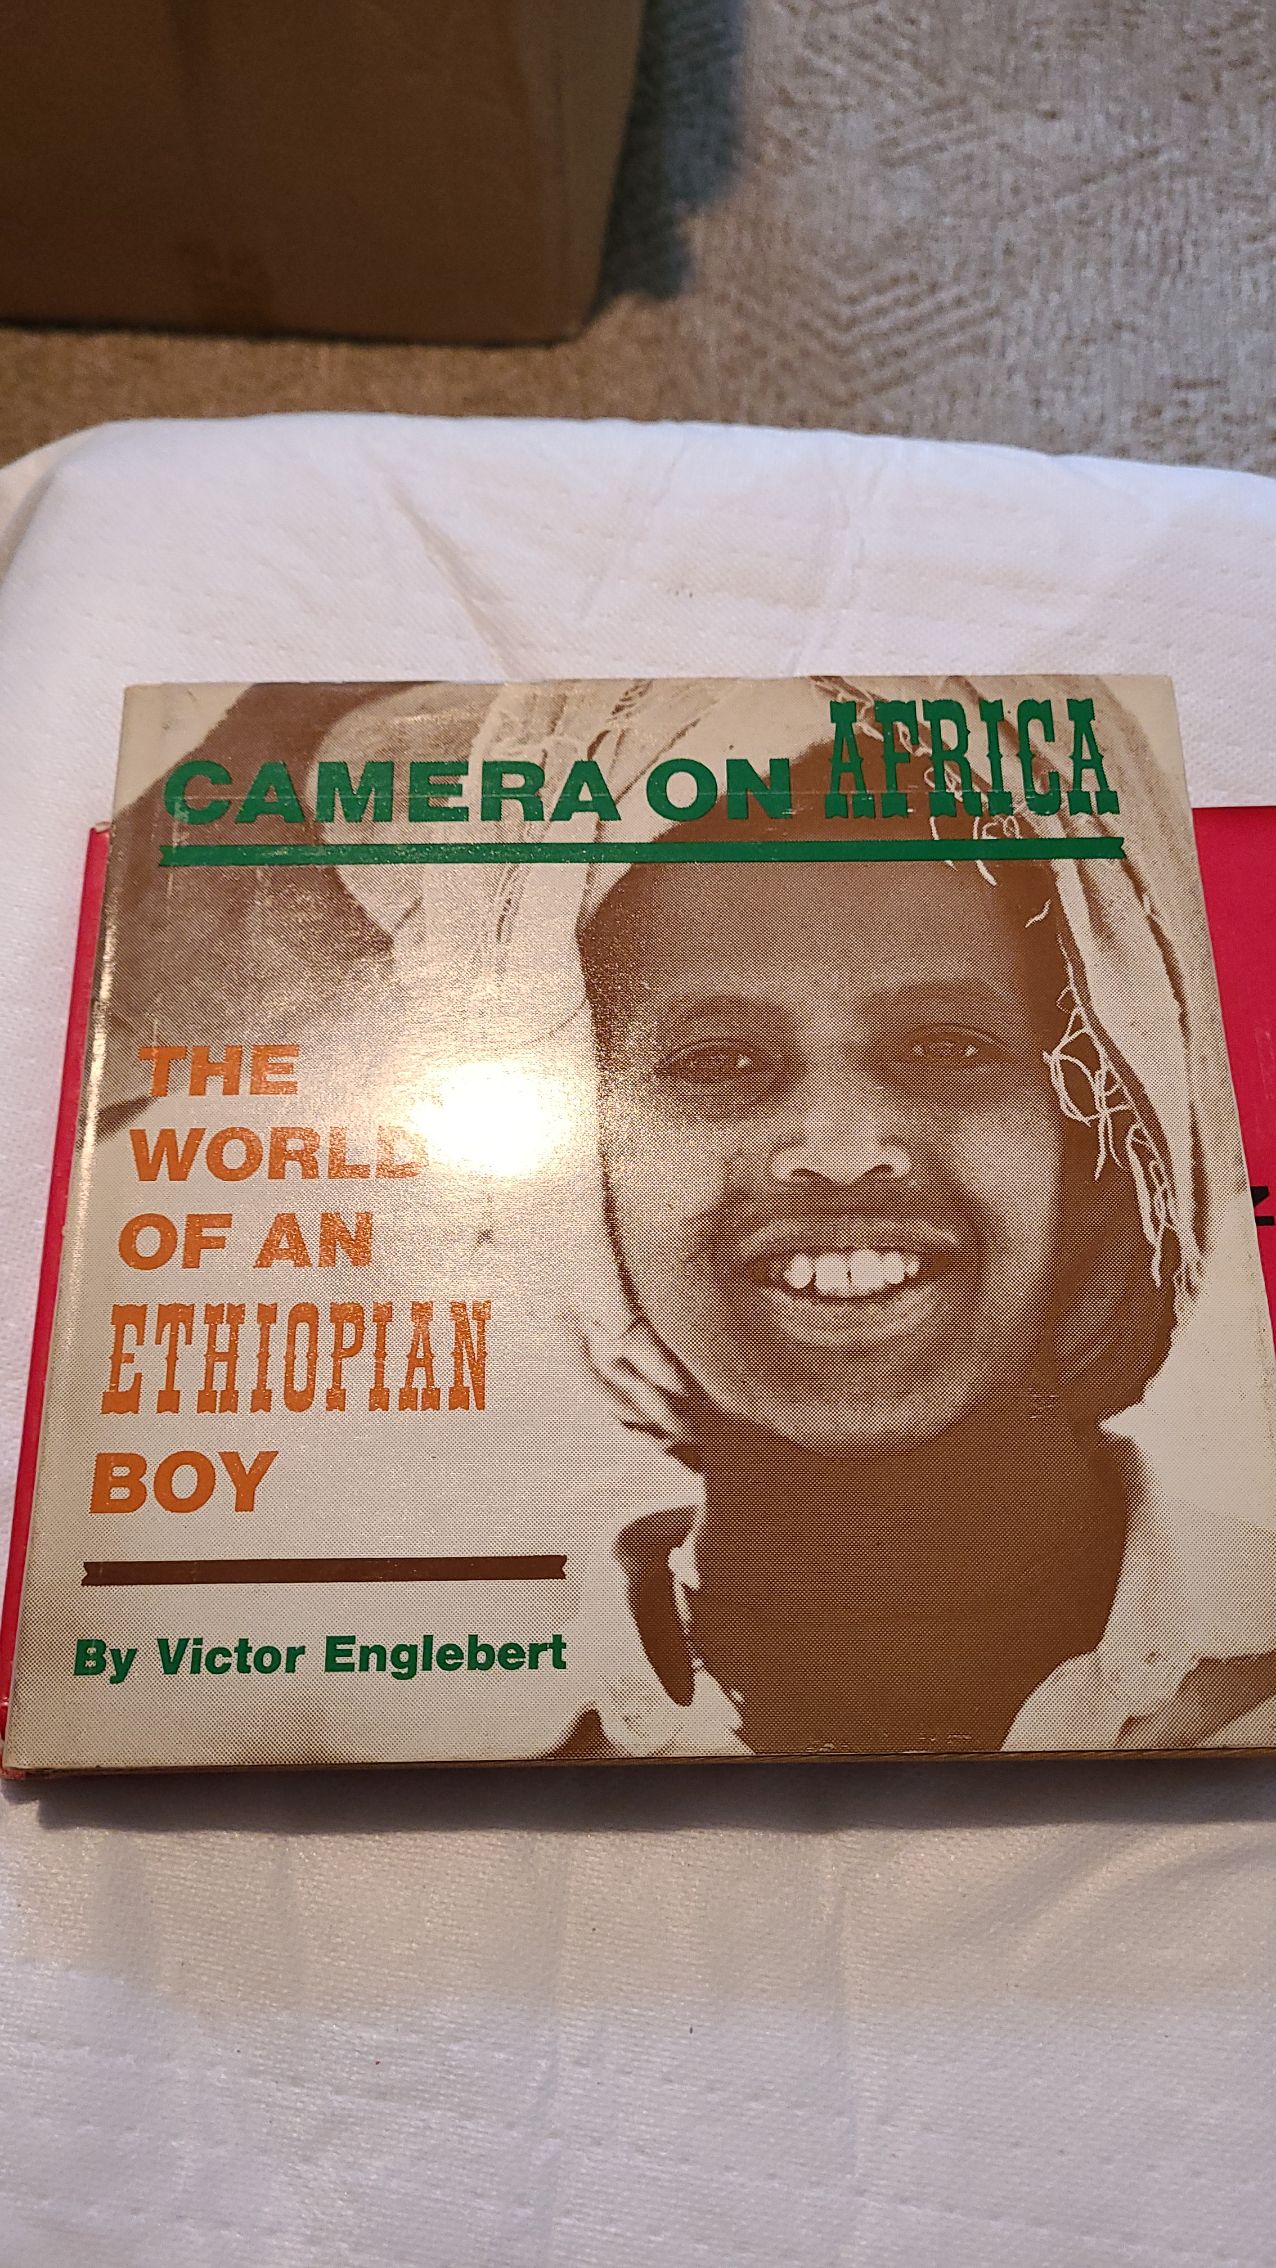 CAMERA ON AFRICA
THE
WORLD
OF AN
ETHIOPIAN
BOY
By Victor Englebert